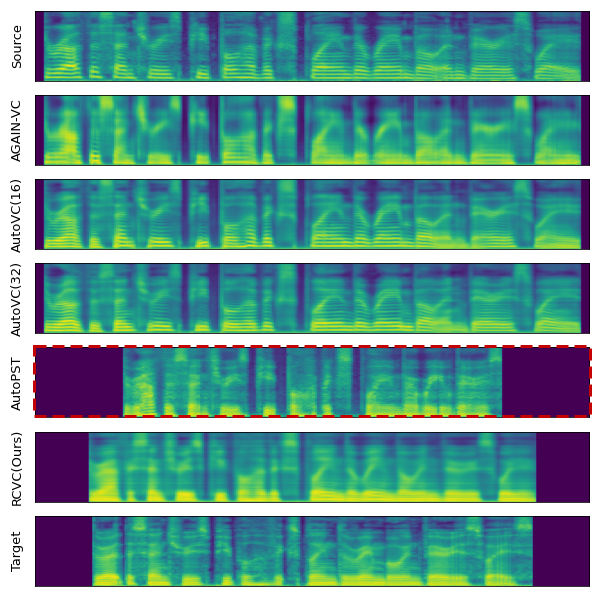 Source
AGAIN-VC
AutoVC(16)
AutoVC(32)
AutoPST
RCVC(Ours)
Target